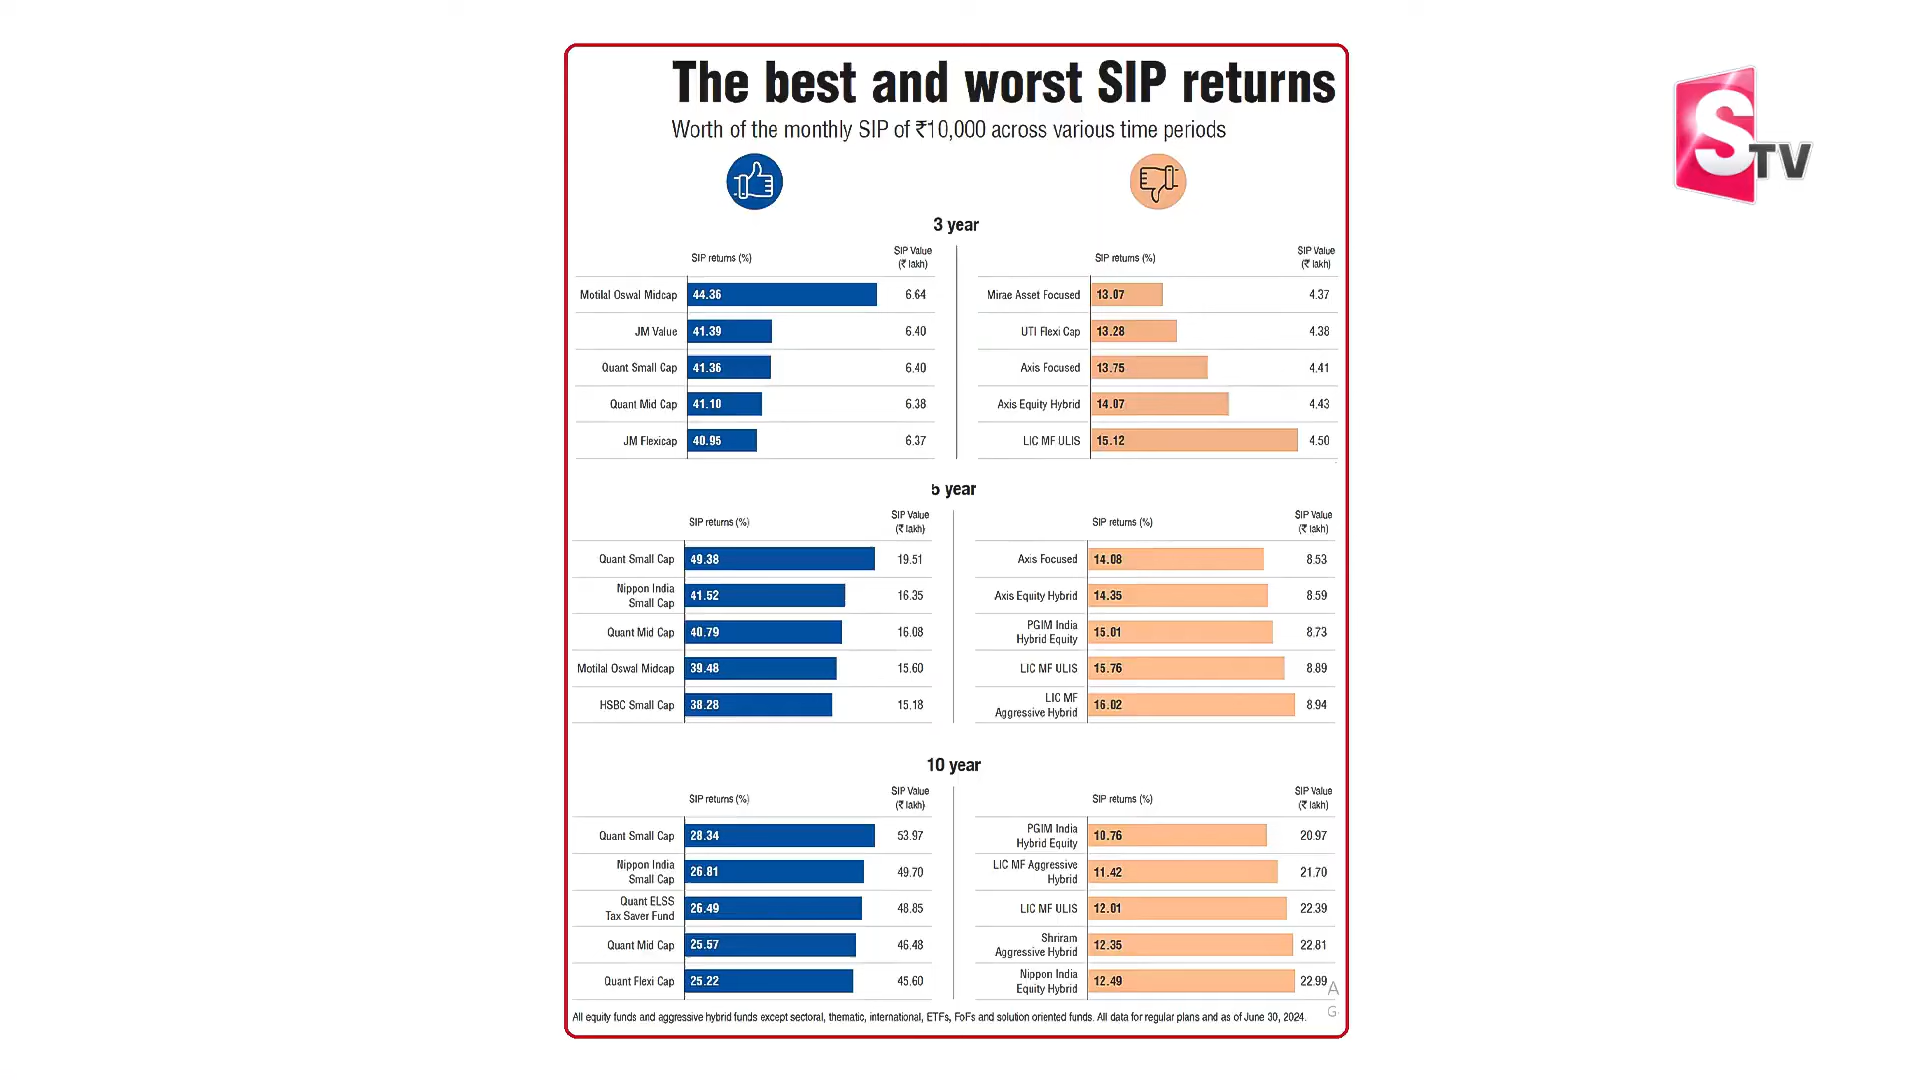 The best and worst SIP returns
Worth of the monthly SIP of ₹10,000 across various time periods
STV
3 year
SIP returns (%) SIP Value
(₹ lakh)
Motilal Oswal Midcap 44.36 6.64
JM Value 41.39 6.40
Quant Small Cap 41.36 6.40
Quant Mid Cap 41.10 6.38
JM Flexicap 40.95 6.37
SIP returns (%) SIP Value
(₹ lakh)
Mirae Asset Focused 13.07 4.37
UTI Flexi Cap 13.28 4.38
Axis Focused 13.75 4.41
Axis Equity Hybrid 14.07 4.43
LIC MF ULIS 15.12 4.50
5 year
SIP returns (%) SIP Value
(₹ lakh)
Quant Small Cap 49.38 19.51
Nippon India
Small Cap 41.52 16.35
Quant Mid Cap 40.79 16.08
Motilal Oswal Midcap 39.48 15.60
HSBC Small Cap 38.28 15.18
SIP returns (%) SIP Value
(₹ lakh)
Axis Focused 14.08 8.53
Axis Equity Hybrid 14.35 8.59
PGIM India
Hybrid Equity 15.01 8.73
LIC MF ULIS 15.76 8.89
LIC MF
Aggressive Hybrid 16.02 8.94
10 year
SIP returns (%) SIP Value
(₹ lakh)
Quant Small Cap 28.34 53.97
Nippon India
Small Cap 26.81 49.70
Quant ELSS
Tax Saver Fund 26.49 48.85
Quant Mid Cap 25.57 46.48
Quant Flexi Cap 25.22 45.60
SIP returns (%) SIP Value
(₹ lakh)
PGIM India
Hybrid Equity 10.76 20.97
LIC MF Aggressive
Hybrid 11.42 21.70
LIC MF ULIS 12.01 22.39
Shriram
Aggressive Hybrid 12.35 22.81
Nippon India
Equity Hybrid 12.49 22.99
A
G
All equity funds and aggressive hybrid funds except sectoral, thematic, international, ETFs, FoFs and solution oriented funds. All data for regular plans and as of June 30, 2024.